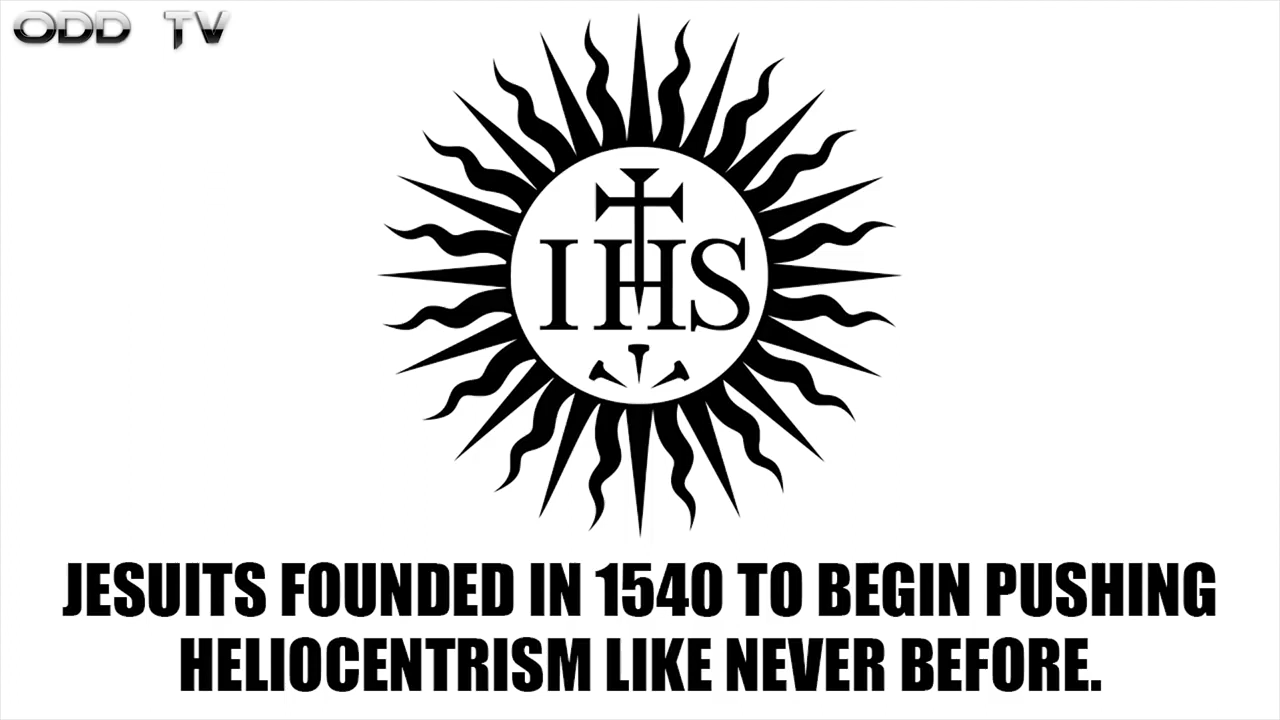 ODD TV
IHS
JESUITS FOUNDED IN 1540 TO BEGIN PUSHING
HELIOCENTRISM LIKE NEVER BEFORE.